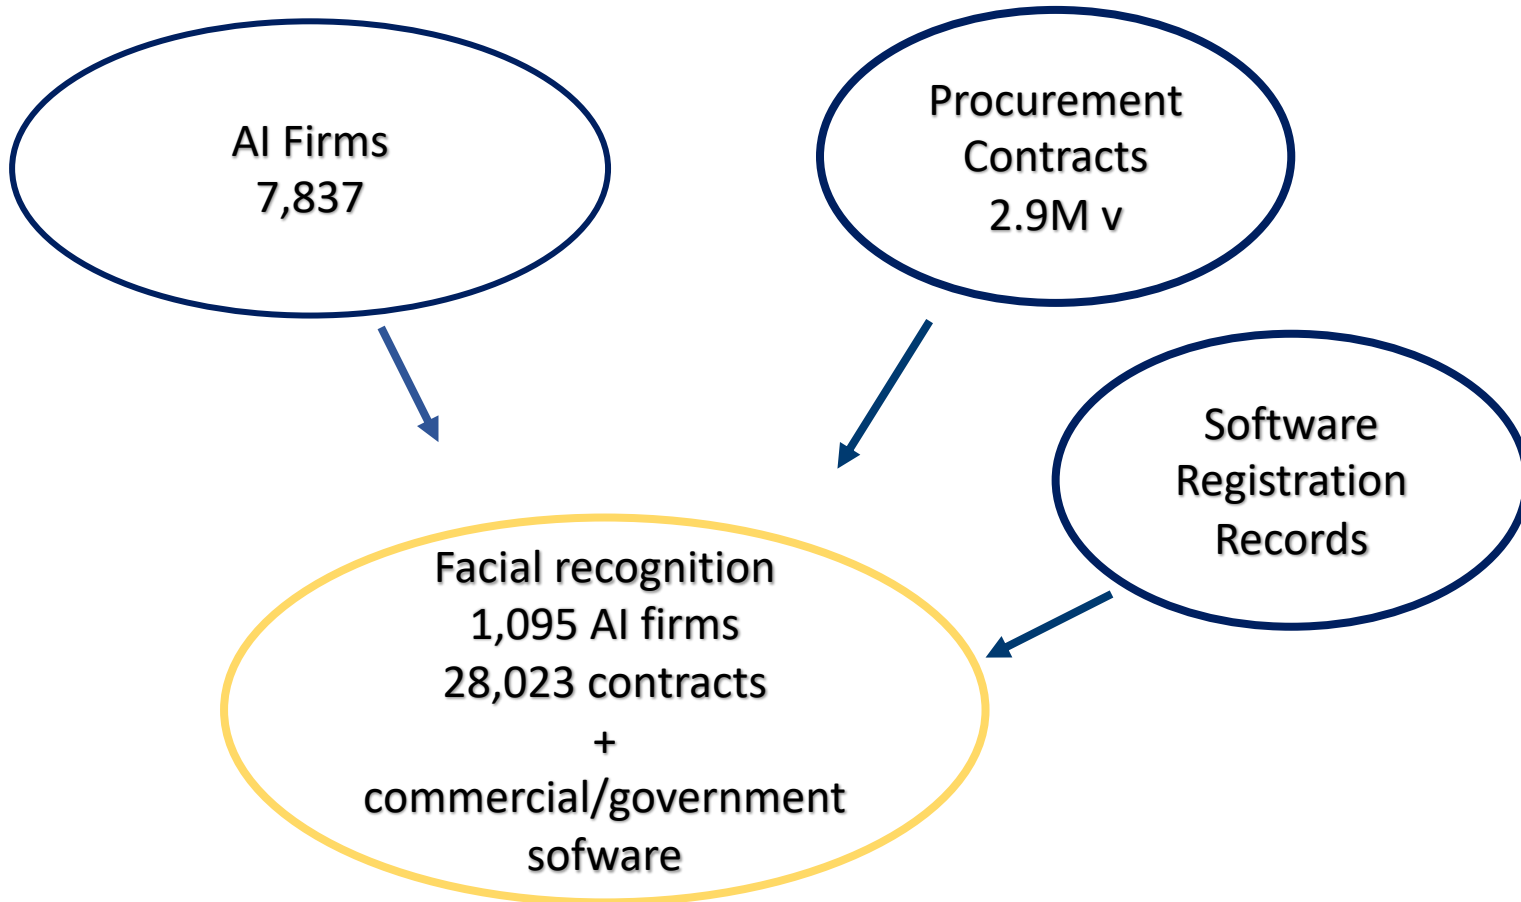 AI Firms
7,837
Procurement
Contracts
2.9M v
Software
Registration
Records
Facial recognition
1,095 AI firms
28,023 contracts
+
commercial/government
sofware